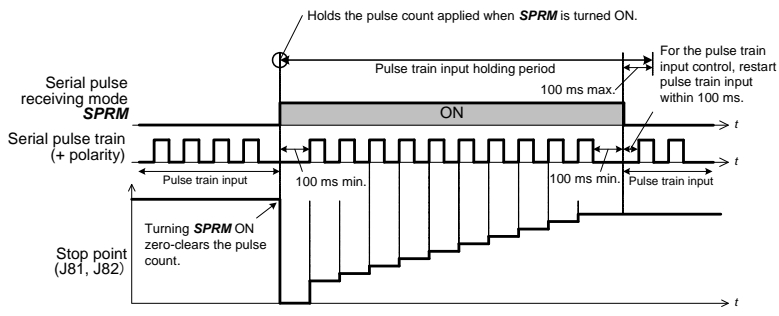 Holds the pulse count applied when SPRM is turned ON.
For the pulse train
input control, restart
pulse train input
within 100 ms.
Pulse train input holding period
100 ms max.
Serial pulse
receiving mode
SPRM
ON
t
Serial pulse train
(+ polarity)
t
Pulse train input
100 ms min.
100 ms min.
Pulse train input
Turning SPRM ON
zero-clears the pulse
count.
Stop point
(J81, J82)
t